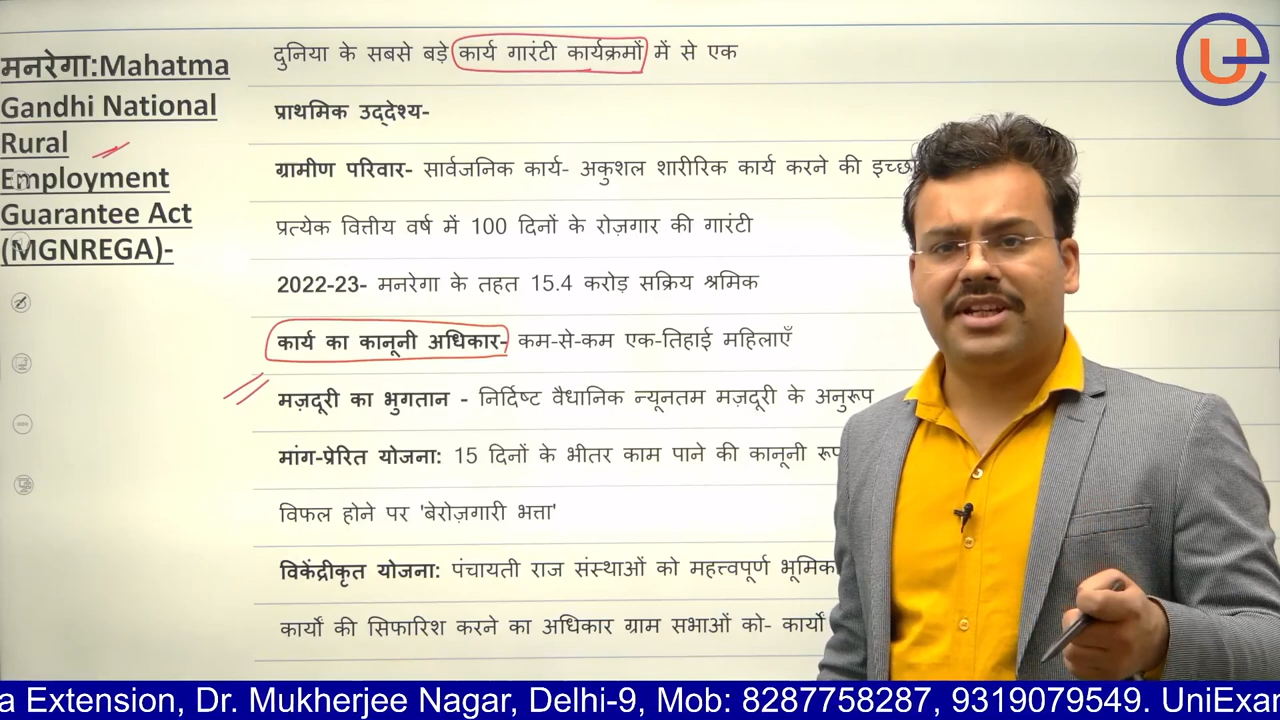 मनरेगा:Mahatma
Gandhi National
Rural
Employment
Guarantee Act
(MGNREGA)-
दुनिया के सबसे बड़े कार्य गारंटी कार्यक्रमों में से एक
प्राथमिक उद्देश्य-
ग्रामीण परिवार- सार्वजनिक कार्य- अकुशल शारीरिक कार्य करने की इच्छा
प्रत्येक वित्तीय वर्ष में 100 दिनों के रोज़गार की गारंटी
2022-23- मनरेगा के तहत 15.4 करोड़ सक्रिय श्रमिक
कार्य का कानूनी अधिकार- कम-से-कम एक-तिहाई महिलाएँ
मज़दूरी का भुगतान - निर्दिष्ट वैधानिक न्यूनतम मज़दूरी के अनुरूप
मांग-प्रेरित योजना: 15 दिनों के भीतर काम पाने की कानूनी
विफल होने पर 'बेरोज़गारी भत्ता'
विकेंद्रीकृत योजना: पंचायती राज संस्थाओं को महत्त्वपूर्ण
कार्यों की सिफारिश करने का अधिकार ग्राम सभाओं को- कार्यों
Ue
a Extension, Dr. Mukherjee Nagar, Delhi-9, Mob: 8287758287, 9319079549. UniExa